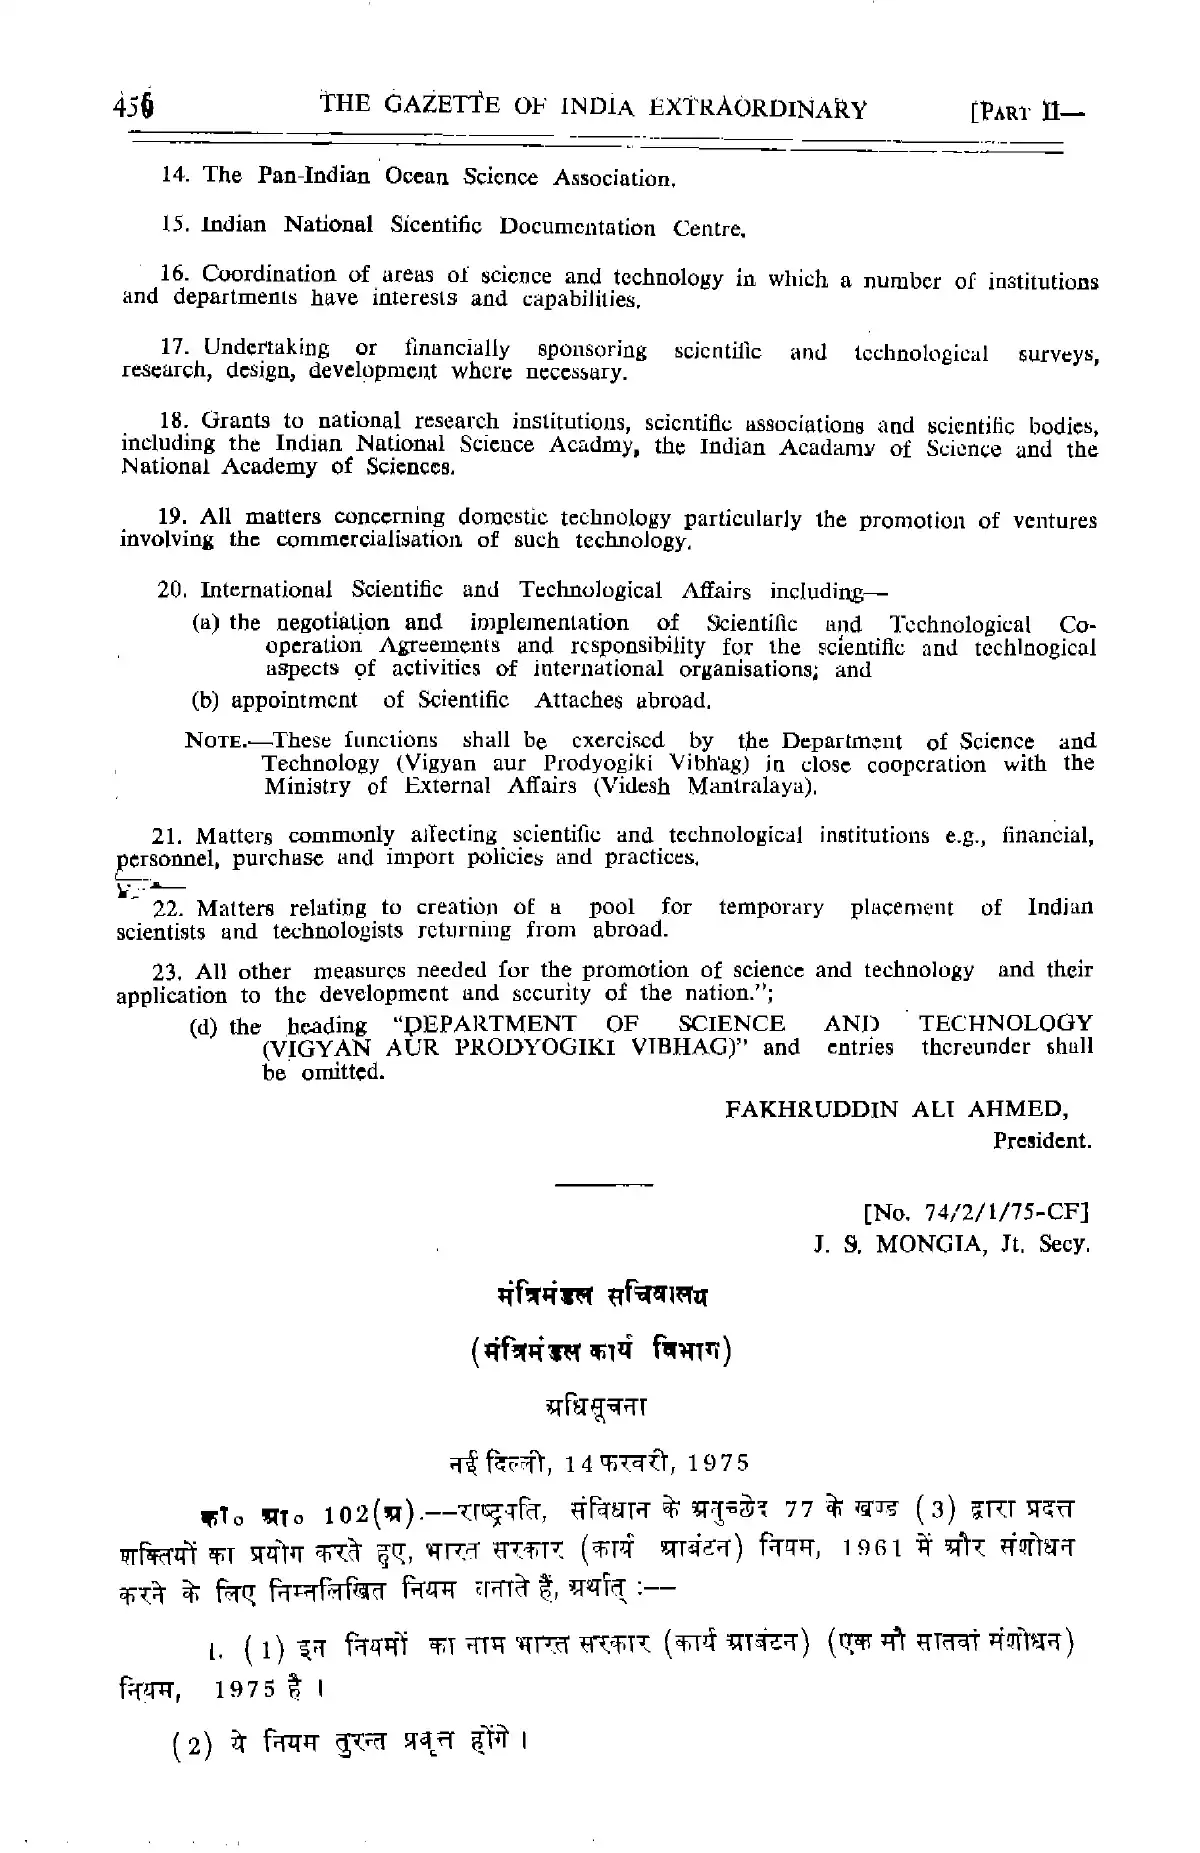 THE GAZETTE OF INDIA EXTRAORDINARY [PART II—
14. The Pan-Indian Ocean Science Association.
15. Indian National Sicentific Documentation Centre.
16. Coordination of areas of science and technology in which a number of institutions
and departments have interests and capabilities.
17. Undertaking or financially sponsoring scientific and technological surveys,
research, design, development where necessary.
18. Grants to national research institutions, scientific associations and scientific bodies,
including the Indian National Science Acadmy, the Indian Acadamy of Science and the
National Academy of Sciences.
19. All matters concerning domestic technology particularly the promotion of ventures
involving the commercialisation of such technology.
20. International Scientific and Technological Affairs including—
(a) the negotiation and implementation of Scientific and Technological Co-
operation Agreements and responsibility for the scientific and techlnogical
aspects of activities of international organisations; and
(b) appointment of Scientific Attaches abroad.
NOTE.—These functions shall be exercised by the Department of Science and
Technology (Vigyan aur Prodyogiki Vibhag) in close cooperation with the
Ministry of External Affairs (Videsh Mantralaya).
21. Matters commonly affecting scientific and technological institutions e.g., financial,
personnel, purchase and import policies and practices.
22. Matters relating to creation of a pool for temporary placement of Indian
scientists and technologists returning from abroad.
23. All other measures needed for the promotion of science and technology and their
application to the development and security of the nation.”;
(d) the heading “DEPARTMENT OF SCIENCE AND TECHNOLOGY
(VIGYAN AUR PRODYOGIKI VIBHAG)” and entries thereunder shall
be omitted.
FAKHRUDDIN ALI AHMED,
President.
[No. 74/2/1/75-CF]
J. S. MONGIA, Jt. Secy.
मंत्रिमंडल सचिवालय
(मंत्रिमंडल कार्य विभाग)
अधिसूचना
नई दिल्ली, 14 फरवरी, 1975
कां० आ० 102(अ).--राष्ट्रपति, संविधान के अनुच्छेद 77 के खण्ड (3) द्वारा प्रदत्त
शक्तियों का प्रयोग करते हुए, भारत सरकार (कार्य आबंटन) नियम, 1961 में और संशोधन
करने के लिए निम्नलिखित नियम बनाते हैं, अर्थात् :--
1. (1) इन नियमों का नाम भारत सरकार (कार्य आबंटन) (एक सौ सातवां संशोधन)
नियम, 1975 है ।
(2) ये नियम तुरन्त प्रवृत्त होंगे ।